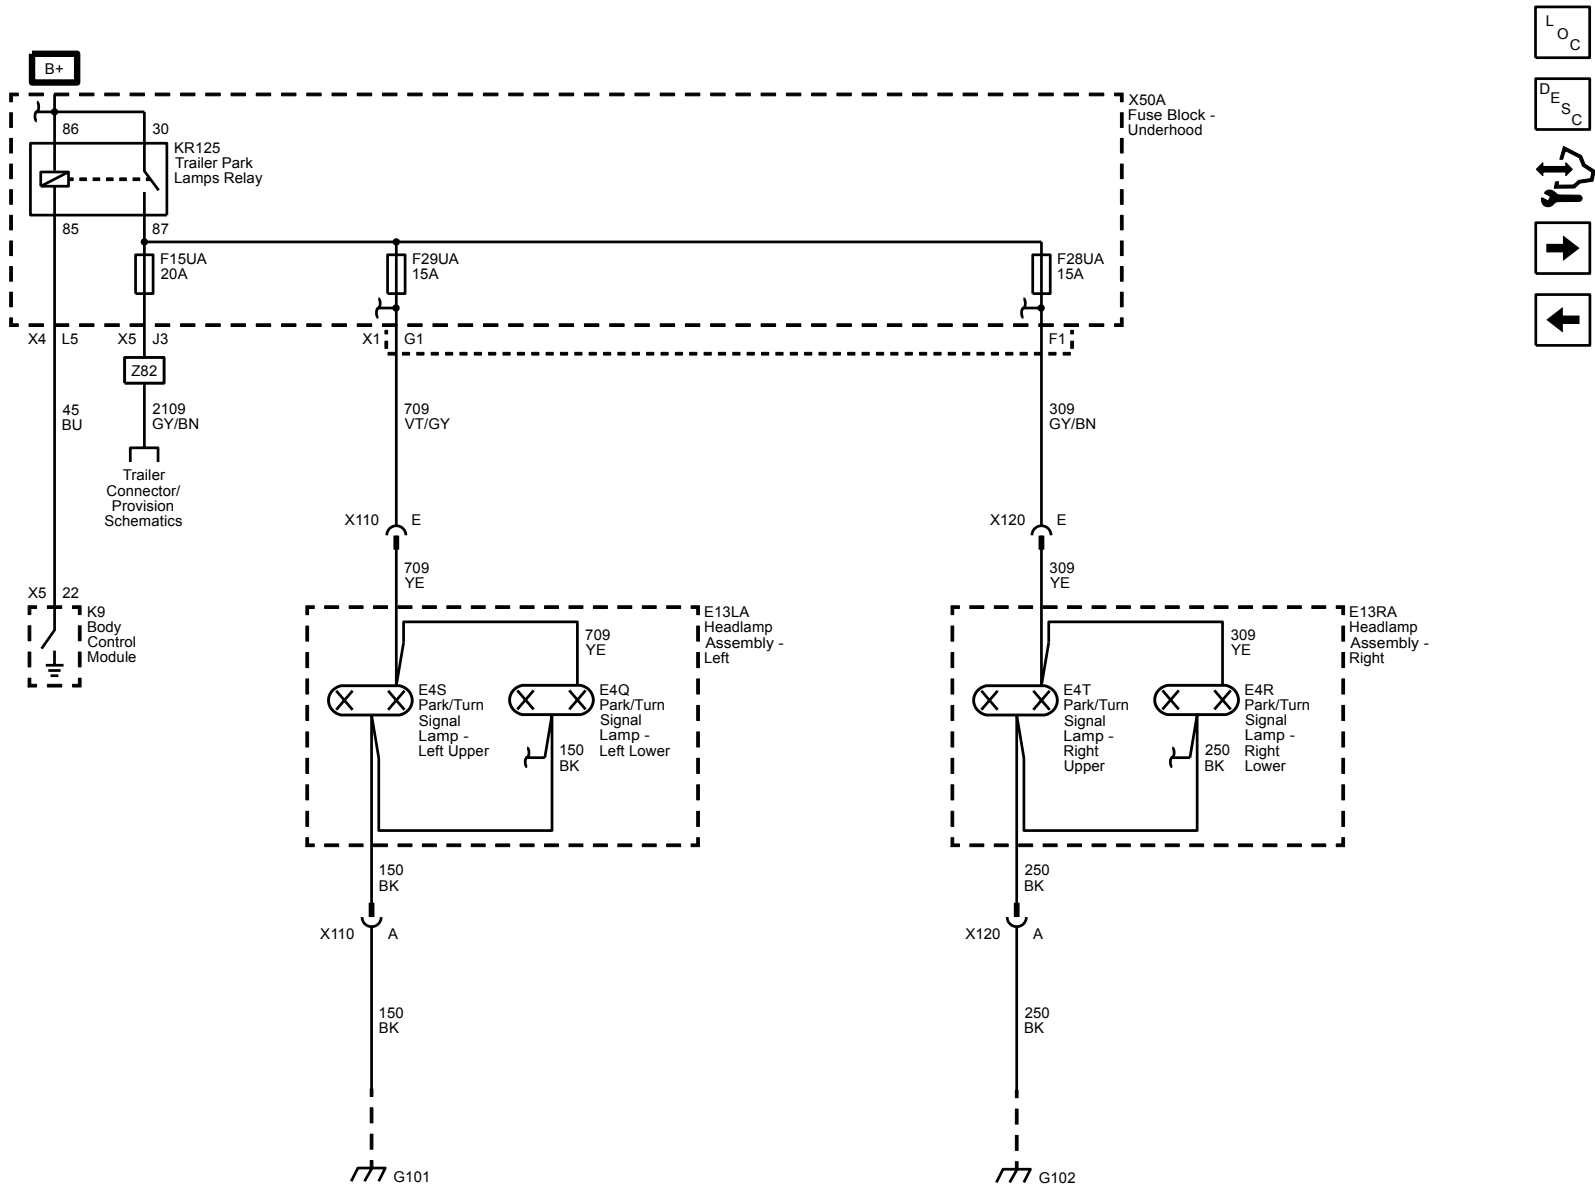 B+
L
O
C
D
E
S
C
X50A
Fuse Block -
Underhood
86
30
KR125
Trailer Park
Lamps Relay
85
87
F15UA
20A
F29UA
15A
F28UA
15A
X4
L5
X5
J3
X1
G1
F1
Z82
45
BU
2109
GY/BN
709
VT/GY
309
GY/BN
Trailer
Connector/
Provision
Schematics
X110
E
X120
E
709
YE
309
YE
X5
22
K9
Body
Control
Module
E13LA
Headlamp
Assembly -
Left
709
YE
E4S
Park/Turn
Signal
Lamp -
Left Upper
E4Q
Park/Turn
Signal
Lamp -
Left Lower
150
BK
E13RA
Headlamp
Assembly -
Right
309
YE
E4T
Park/Turn
Signal
Lamp -
Right
Upper
E4R
Park/Turn
Signal
Lamp -
Right
Lower
250
BK
150
BK
250
BK
X110
A
X120
A
150
BK
250
BK
G101
G102